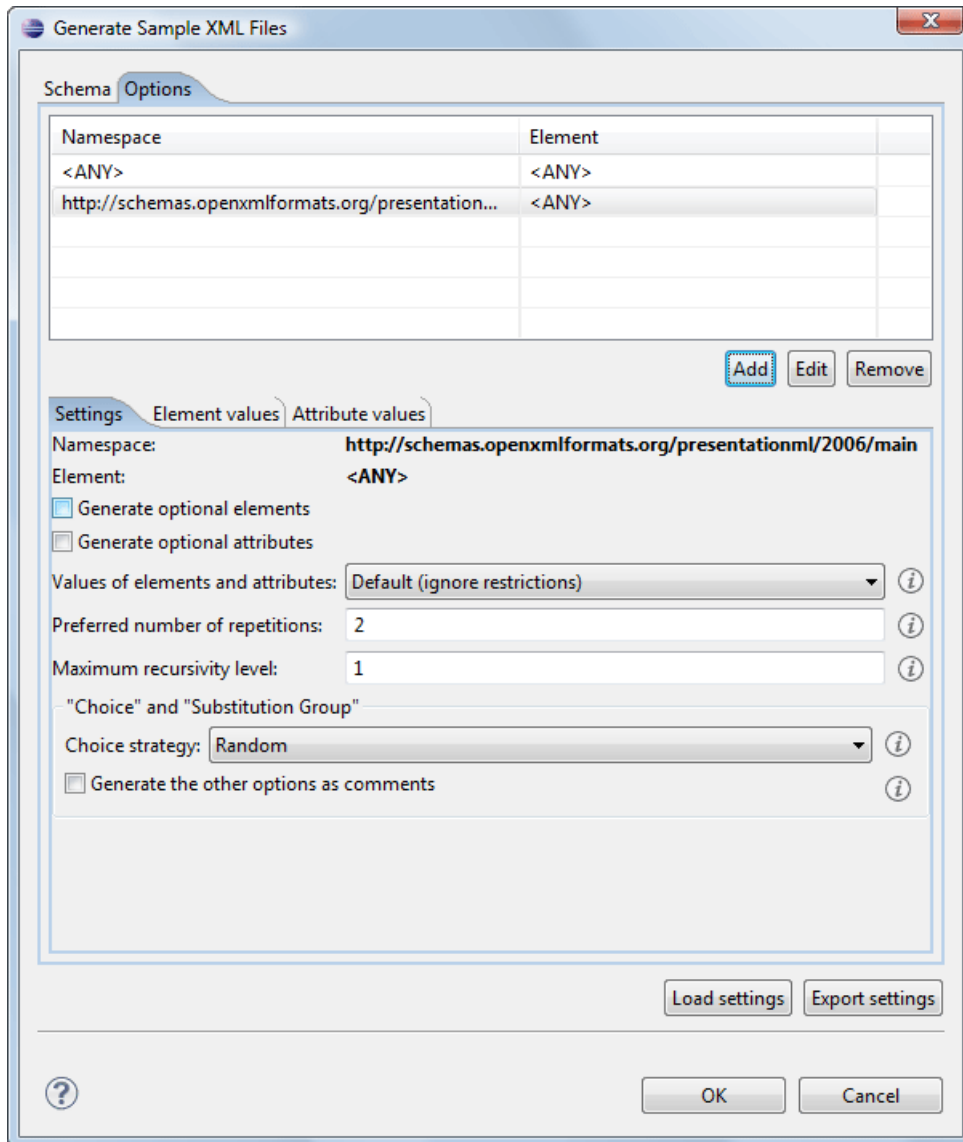 Generate Sample XML Files
Schema Options
Namespace Element
<ANY> <ANY>
http://schemas.openxmlformats.org/presentation... <ANY>
Add Edit Remove
Settings Element values Attribute values
Namespace: http://schemas.openxmlformats.org/presentationml/2006/main
Element: <ANY>
Generate optional elements
Generate optional attributes
Values of elements and attributes: Default (ignore restrictions)
Preferred number of repetitions: 2
Maximum recursivity level: 1
"Choice" and "Substitution Group"
Choice strategy: Random
Generate the other options as comments
Load settings Export settings
OK Cancel